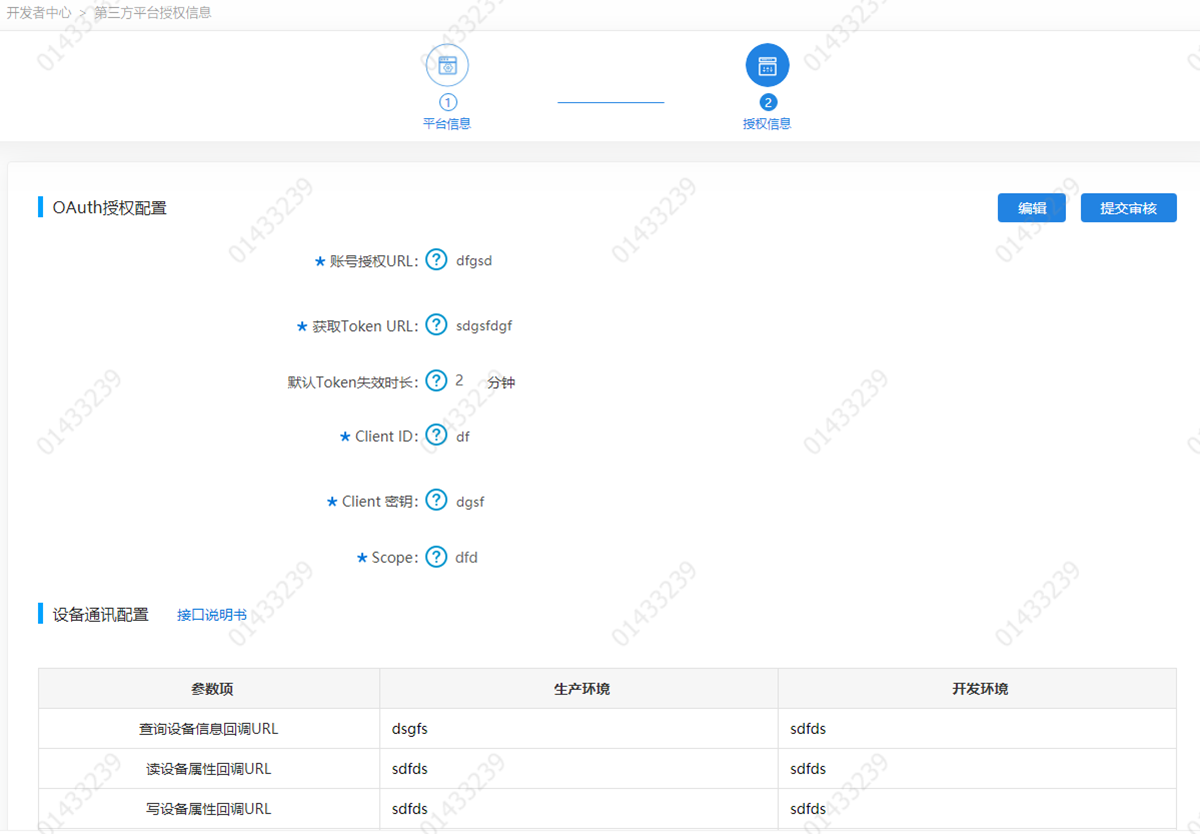 开发者中心 > 第三方平台授权信息
1 2
平台信息 授权信息
OAuth授权配置 编辑 提交审核
* 账号授权URL: ? dfgsd
* 获取Token URL: ? sdgsfdgf
默认Token失效时长: ? 2 分钟
* Client ID: ? df
* Client 密钥: ? dgsf
* Scope: ? dfd
设备通讯配置 接口说明书
参数项 生产环境 开发环境
查询设备信息回调URL dsgfs sdfds
读设备属性回调URL sdfds sdfds
写设备属性回调URL sdfds sdfds
01433239